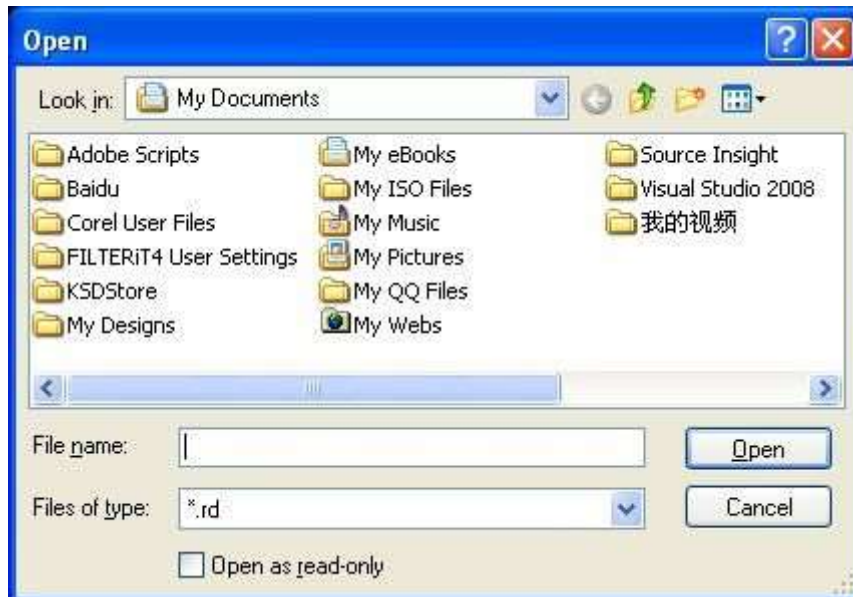 Open
Look in: My Documents
Adobe Scripts
Baidu
Corel User Files
FILTERiT4 User Settings
KSDStore
My Designs
My eBooks
My ISO Files
My Music
My Pictures
My QQ Files
My Webs
Source Insight
Visual Studio 2008
我的视频
File name:
Open
Files of type: *.rd
Cancel
Open as read-only